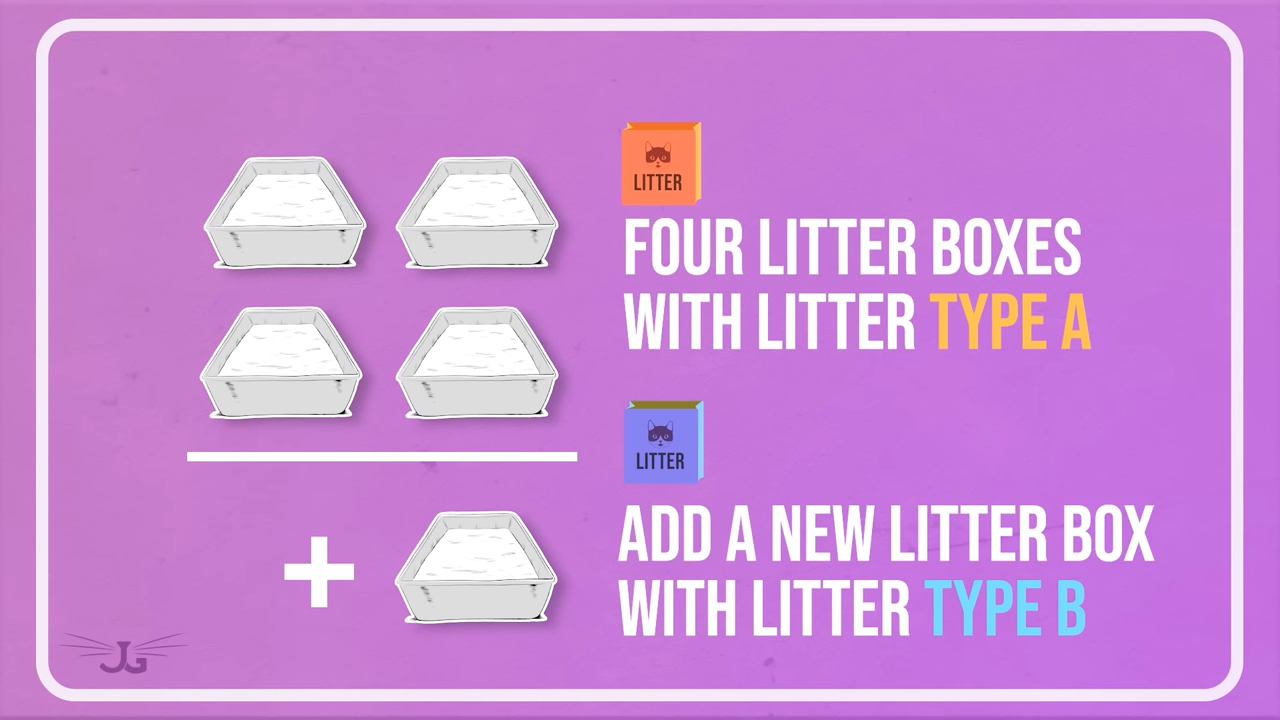 LITTER
FOUR LITTER BOXES
WITH LITTER TYPE A
LITTER
ADD A NEW LITTER BOX
WITH LITTER TYPE B
JG